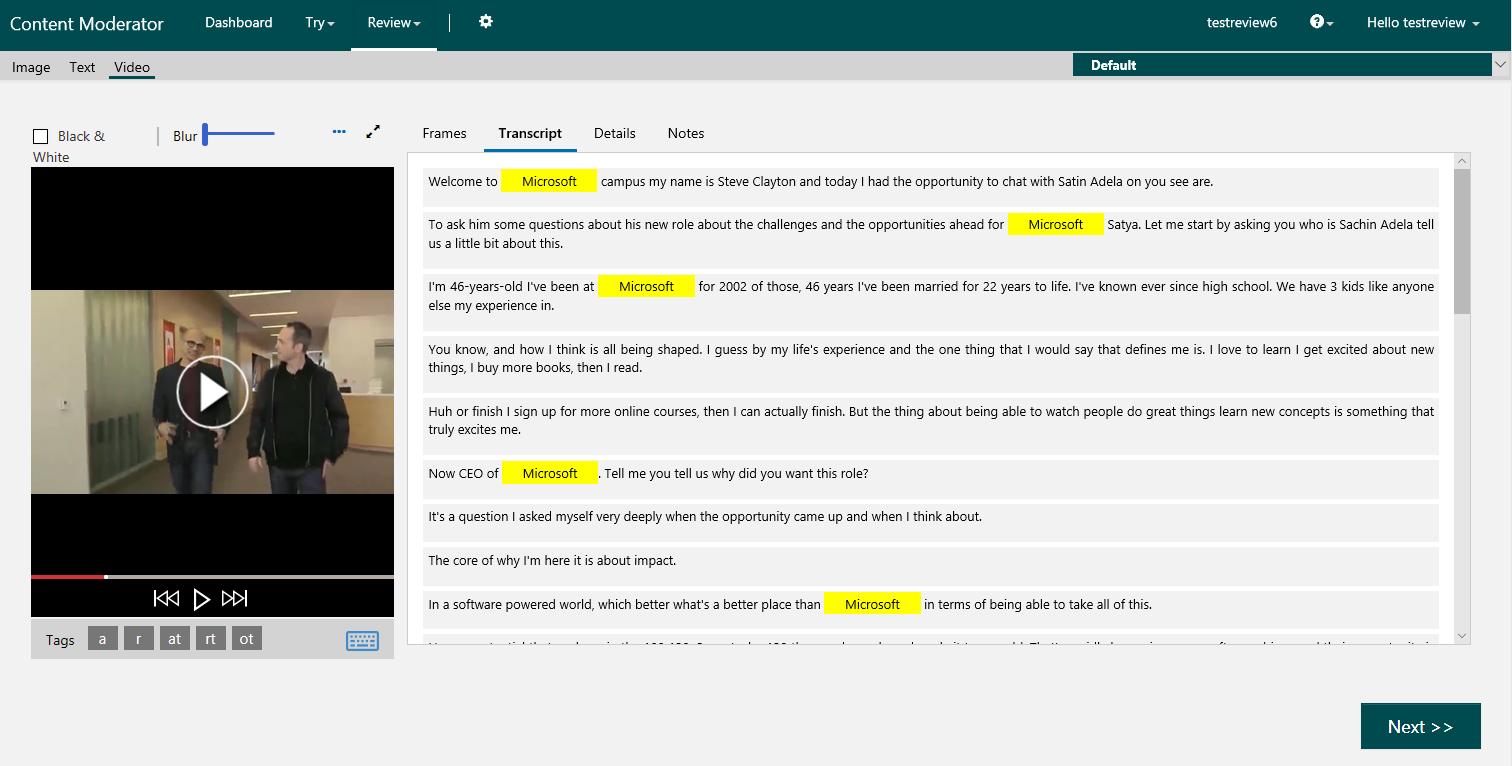 Content Moderator Dashboard Try Review testreview6 Hello testreview
Image Text Video Default
Black &
White
Blur
Frames Transcript Details Notes
Welcome to Microsoft campus my name is Steve Clayton and today I had the opportunity to chat with Satin Adela on you see are.
To ask him some questions about his new role about the challenges and the opportunities ahead for Microsoft Satya. Let me start by asking you who is Sachin Adela tell
us a little bit about this.
I'm 46-years-old I've been at Microsoft for 2002 of those, 46 years I've been married for 22 years to life. I've known ever since high school. We have 3 kids like anyone
else my experience in.
You know, and how I think is all being shaped. I guess by my life's experience and the one thing that I would say that defines me is. I love to learn I get excited about new
things, I buy more books, then I read.
Huh or finish I sign up for more online courses, then I can actually finish. But the thing about being able to watch people do great things learn new concepts is something that
truly excites me.
Now CEO of Microsoft . Tell me you tell us why did you want this role?
It's a question I asked myself very deeply when the opportunity came up and when I think about.
The core of why I'm here it is about impact.
In a software powered world, which better what's a better place than Microsoft in terms of being able to take all of this.
Tags a r at rt ot
Next >>